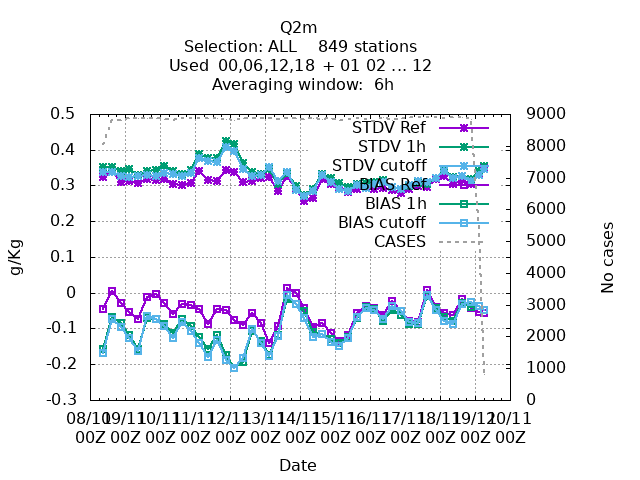 Q2m
Selection: ALL    849 stations
Used  00,06,12,18 + 01 02 ... 12
Averaging window:  6h
STDV Ref
STDV 1h
STDV cutoff
BIAS Ref
BIAS 1h
BIAS cutoff
CASES
g/Kg
0.5
0.4
0.3
0.2
0.1
0
-0.1
-0.2
-0.3
No cases
9000
8000
7000
6000
5000
4000
3000
2000
1000
0
08/10 09/11 10/11 11/11 12/11 13/11 14/11 15/11 16/11 17/11 18/11 19/11 20/11
00Z 00Z 00Z 00Z 00Z 00Z 00Z 00Z 00Z 00Z 00Z 00Z 00Z
Date